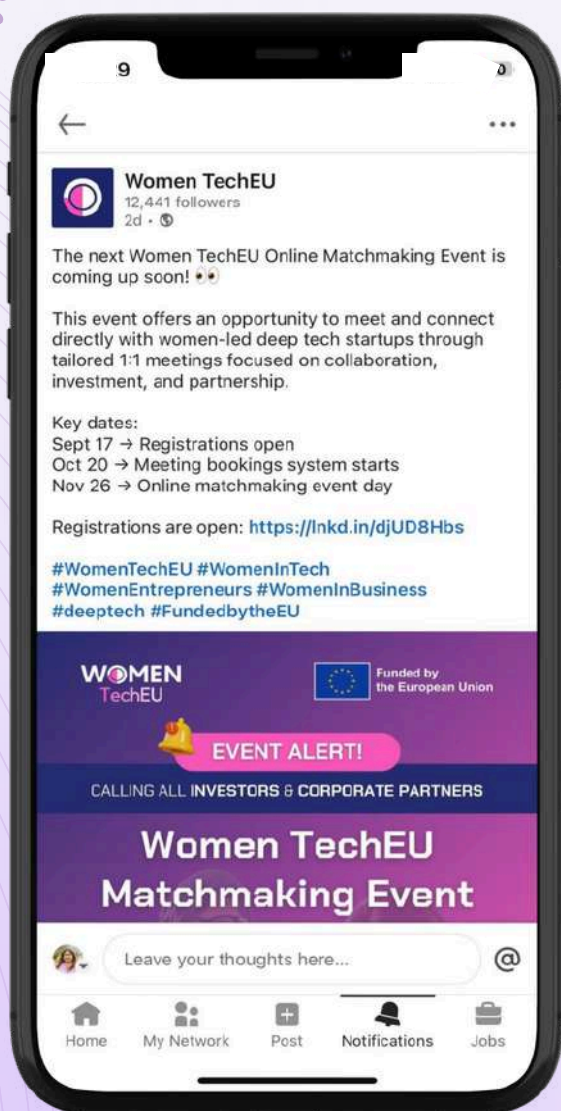 9
Women TechEU
12,441 followers
2d •
The next Women TechEU Online Matchmaking Event is
coming up soon! 👀
This event offers an opportunity to meet and connect
directly with women-led deep tech startups through
tailored 1:1 meetings focused on collaboration,
investment, and partnership.
Key dates:
Sept 17 → Registrations open
Oct 20 → Meeting bookings system starts
Nov 26 → Online matchmaking event day
Registrations are open: https://lnkd.in/djUD8Hbs
#WomenTechEU #WomenInTech
#WomenEntrepreneurs #WomenInBusiness
#deeptech #FundedbytheEU
WOMEN
TechEU
Funded by
the European Union
EVENT ALERT!
CALLING ALL INVESTORS & CORPORATE PARTNERS
Women TechEU
Matchmaking Event
Leave your thoughts here...
@
Home My Network Post Notifications Jobs